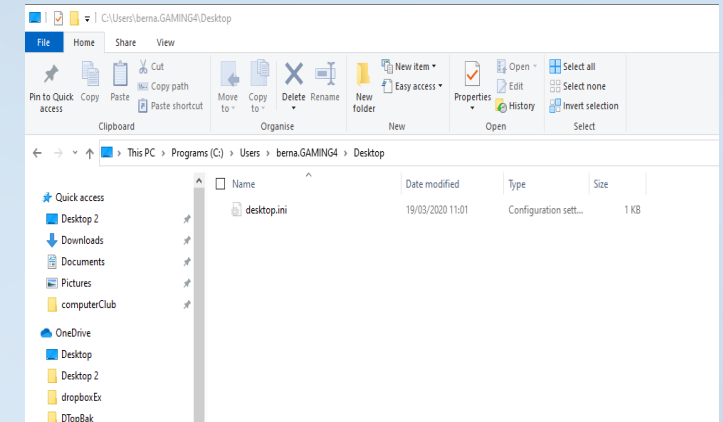 C:\Users\berna.GAMING4\Desktop
File Home Share View
Pin to Quick access
Copy
Paste
Cut
Copy path
Paste shortcut
Clipboard
Move to
Copy to
Delete
Rename
Organise
New folder
New item
Easy access
New
Properties
Open
Edit
History
Open
Select all
Select none
Invert selection
Select
This PC > Programs (C:) > Users > berna.GAMING4 > Desktop
Name Date modified Type Size
desktop.ini 19/03/2020 11:01 Configuration sett... 1 KB
Quick access
Desktop 2
Downloads
Documents
Pictures
computerClub
OneDrive
Desktop
Desktop 2
dropboxEx
DTopBak